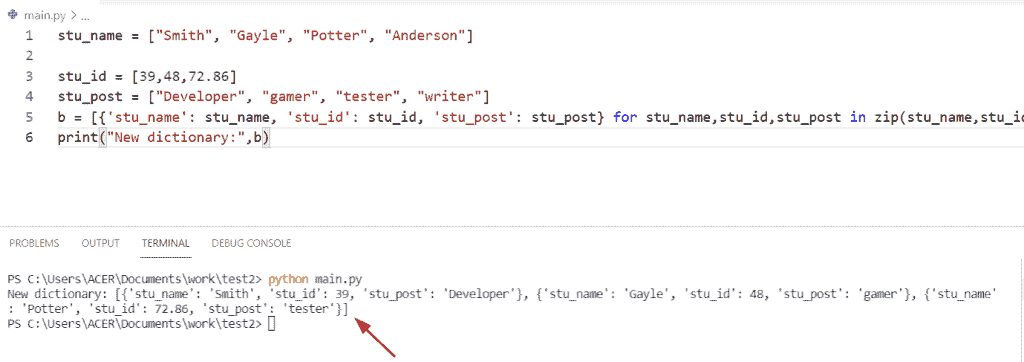 main.py > ...
1 stu_name = ["Smith", "Gayle", "Potter", "Anderson"]
2
3 stu_id = [39,48,72.86]
4 stu_post = ["Developer", "gamer", "tester", "writer"]
5 b = [{'stu_name': stu_name, 'stu_id': stu_id, 'stu_post': stu_post} for stu_name,stu_id,stu_post in zip(stu_name,stu_id
6 print("New dictionary:",b)
PROBLEMS OUTPUT TERMINAL DEBUG CONSOLE
PS C:\Users\ACER\Documents\work\test2> python main.py
New dictionary: [{'stu_name': 'Smith', 'stu_id': 39, 'stu_post': 'Developer'}, {'stu_name': 'Gayle', 'stu_id': 48, 'stu_post': 'gamer'}, {'stu_name'
: 'Potter', 'stu_id': 72.86, 'stu_post': 'tester'}]
PS C:\Users\ACER\Documents\work\test2>